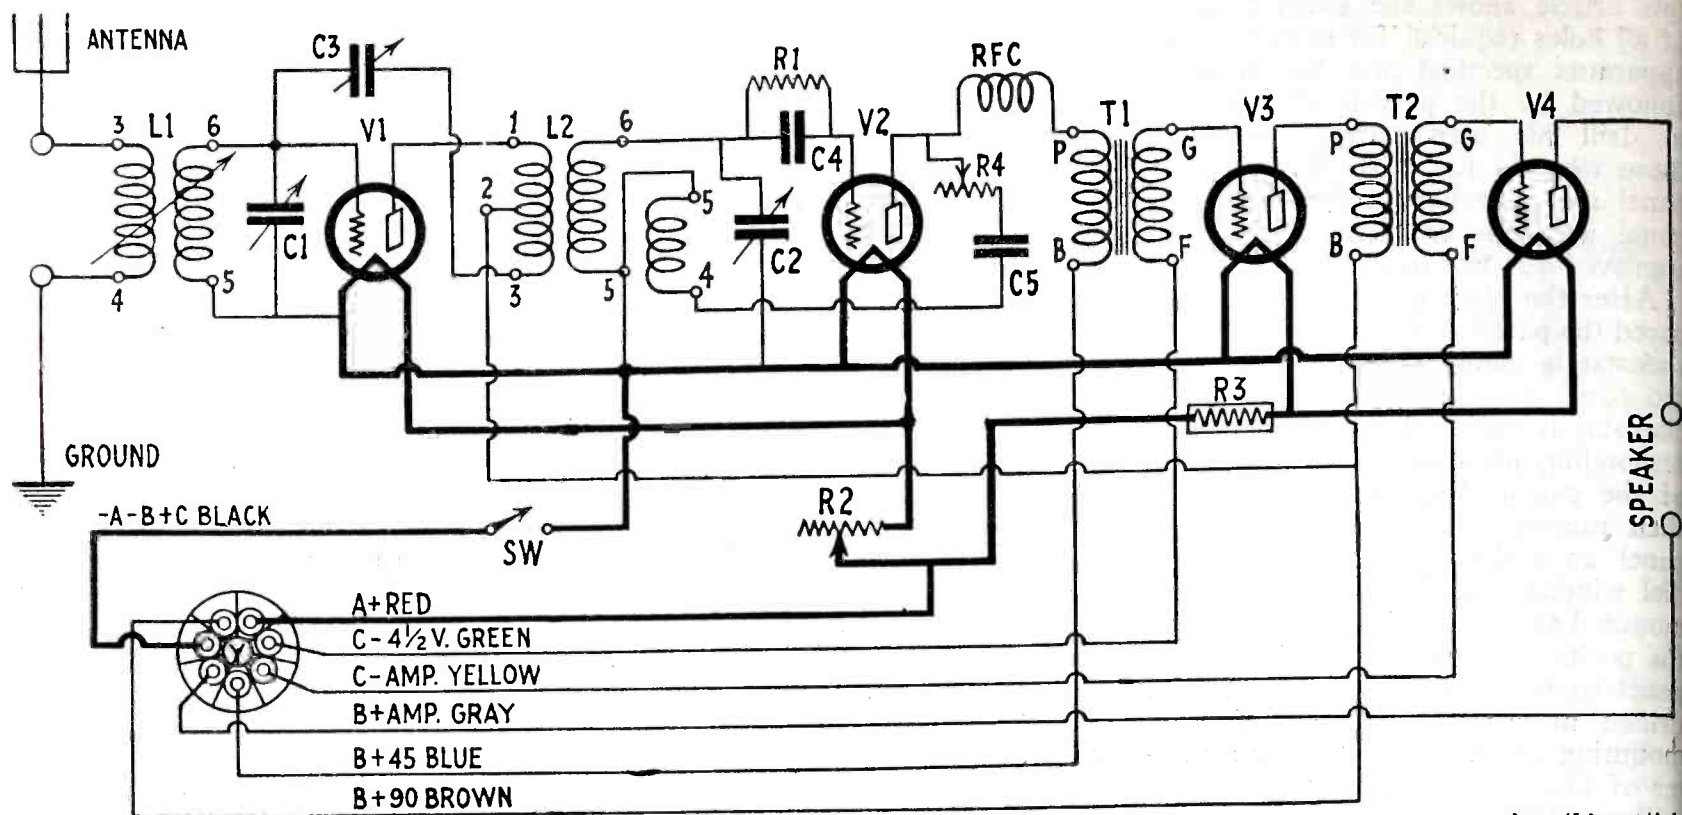 ANTENNA
C3
R1
RFC
3 L1 6
V1
1 L2 6
C4
V2
T1
V3
T2
V4
P
G
P
G
2
5
R4
C1
C2
C5
4
5
3
5
4
B
F
B
F
R3
GROUND
SPEAKER
-A-B+C BLACK
SW
R2
A+RED
C-4½V. GREEN
Y
C-AMP. YELLOW
B+AMP. GRAY
B+45 BLUE
B+90 BROWN